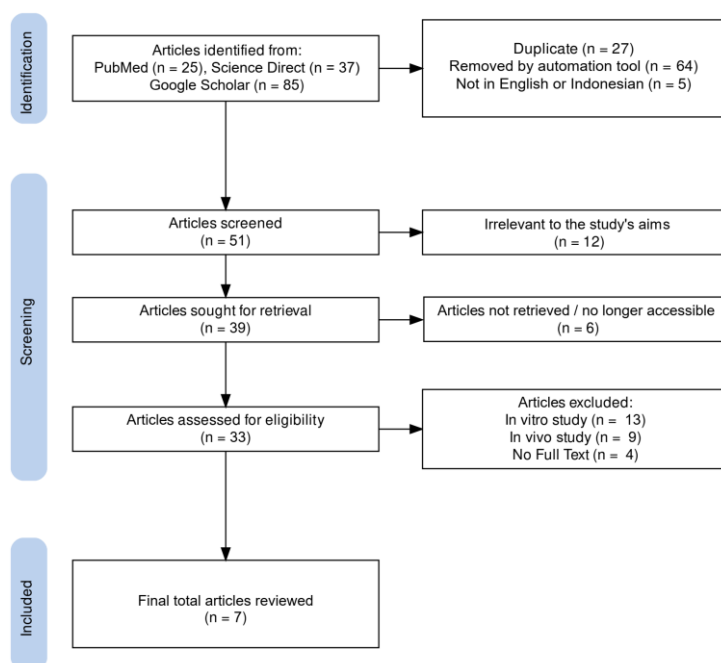 Identification
Articles identified from:
PubMed (n = 25), Science Direct (n = 37)
Google Scholar (n = 85)
Duplicate (n = 27)
Removed by automation tool (n = 64)
Not in English or Indonesian (n = 5)
Screening
Articles screened
(n = 51)
Irrelevant to the study's aims
(n = 12)
Articles sought for retrieval
(n = 39)
Articles not retrieved / no longer accessible
(n = 6)
Articles assessed for eligibility
(n = 33)
Articles excluded:
In vitro study (n = 13)
In vivo study (n = 9)
No Full Text (n = 4)
Included
Final total articles reviewed
(n = 7)